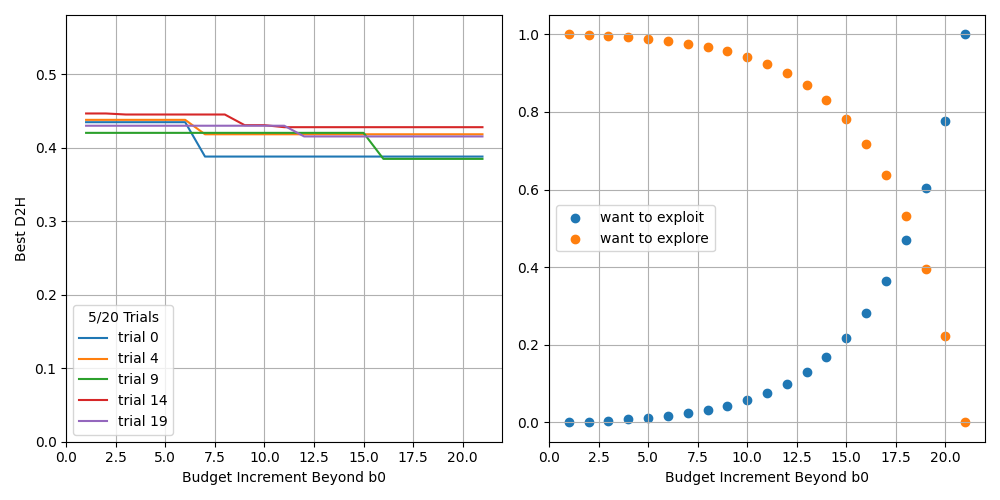 Best D2H
0.5
0.4
0.3
0.2
0.1
0.0
5/20 Trials
trial 0
trial 4
trial 9
trial 14
trial 19
0.0 2.5 5.0 7.5 10.0 12.5 15.0 17.5 20.0
Budget Increment Beyond b0
1.0
0.8
0.6
0.4
0.2
0.0
want to exploit
want to explore
0.0 2.5 5.0 7.5 10.0 12.5 15.0 17.5 20.0
Budget Increment Beyond b0